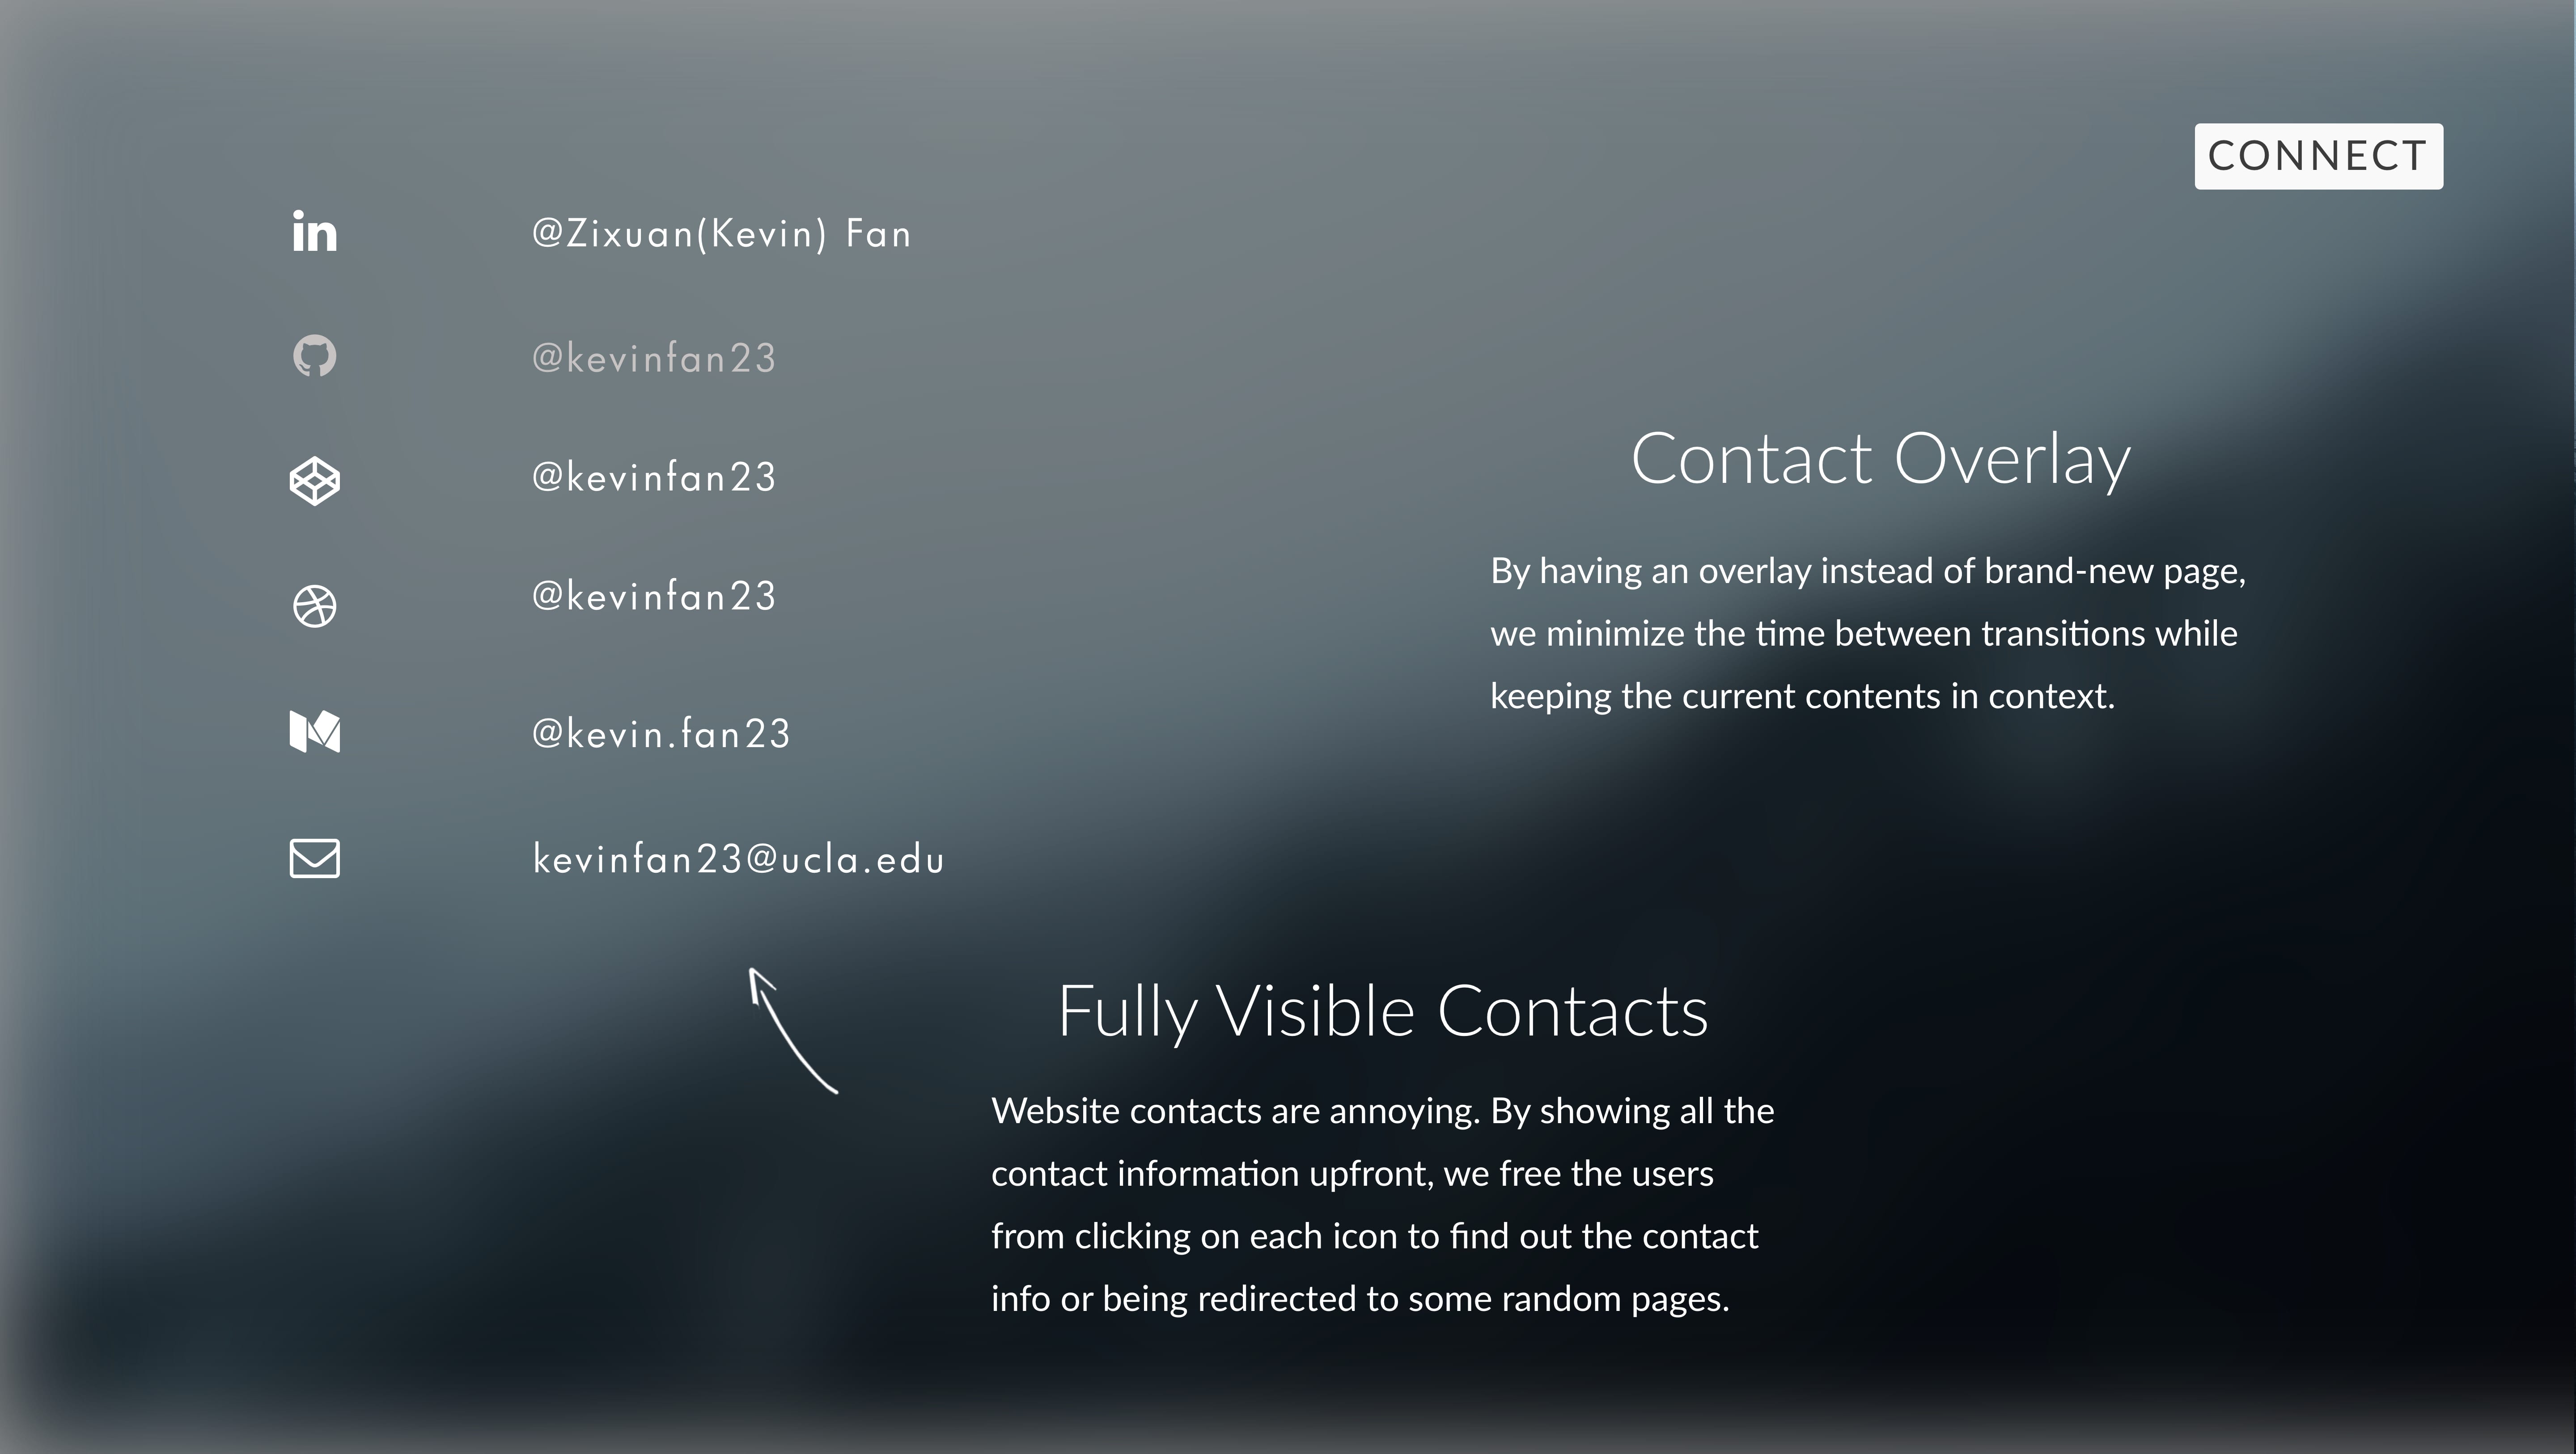 CONNECT
@Zixuan(Kevin) Fan
@kevinfan23
@kevinfan23
@kevinfan23
@kevin.fan23
kevinfan23@ucla.edu
Contact Overlay
By having an overlay instead of brand-new page,
we minimize the time between transitions while
keeping the current contents in context.
Fully Visible Contacts
Website contacts are annoying. By showing all the
contact information upfront, we free the users
from clicking on each icon to find out the contact
info or being redirected to some random pages.